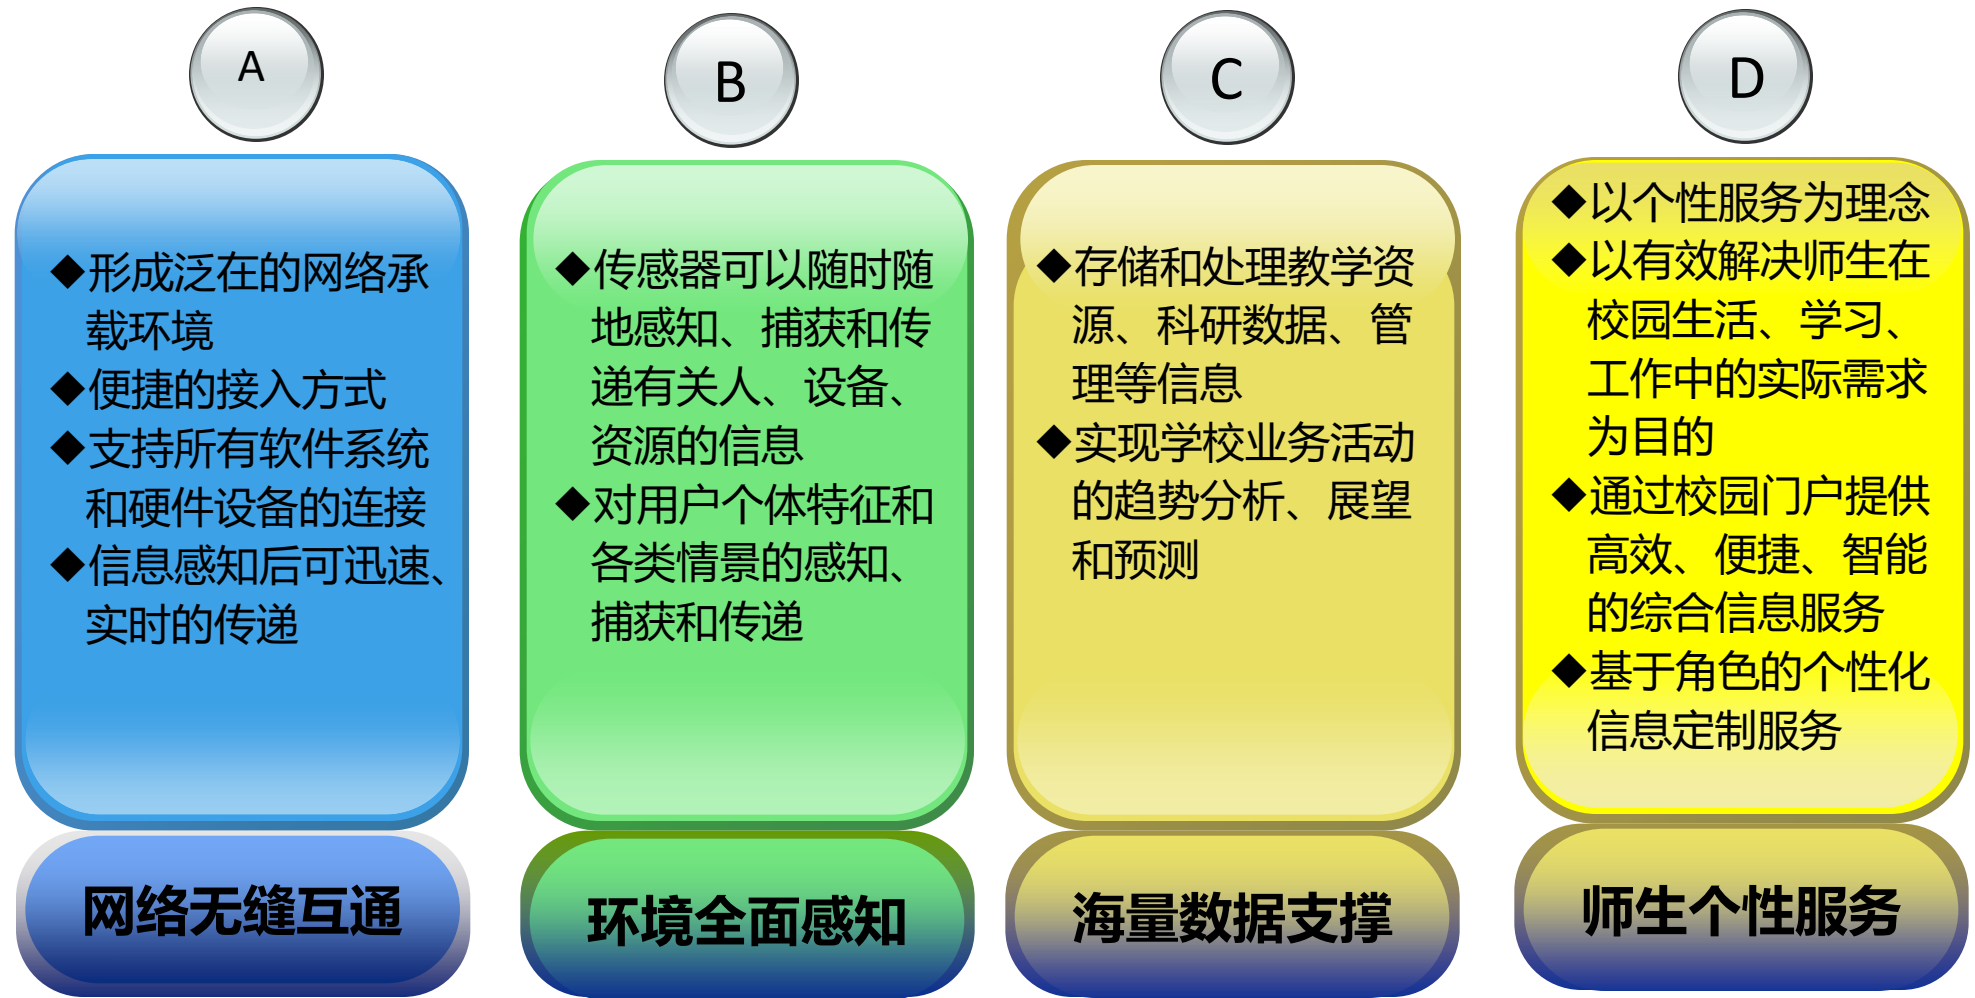 A
◆形成泛在的网络承
载环境
◆便捷的接入方式
◆支持所有软件系统
和硬件设备的连接
◆信息感知后可迅速、
实时的传递
网络无缝互通
B
◆传感器可以随时随
地感知、捕获和传
递有关人、设备、
资源的信息
◆对用户个体特征和
各类情景的感知、
捕获和传递
环境全面感知
C
◆存储和处理教学资
源、科研数据、管
理等信息
◆实现学校业务活动
的趋势分析、展望
和预测
海量数据支撑
D
◆以个性服务为理念
◆以有效解决师生在
校园生活、学习、
工作中的实际需求
为目的
◆通过校园门户提供
高效、便捷、智能
的综合信息服务
◆基于角色的个性化
信息定制服务
师生个性服务